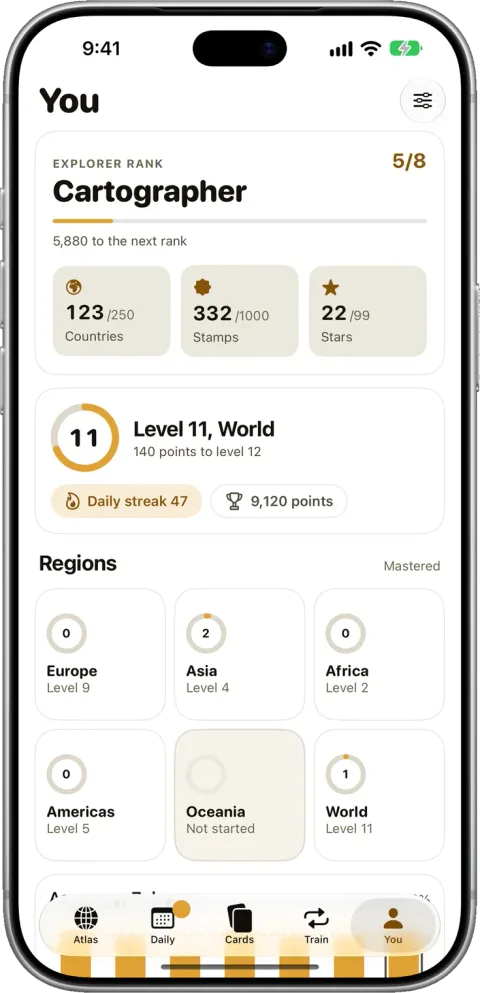 9:41
You
EXPLORER RANK
5/8
Cartographer
5,880 to the next rank
123 /250
Countries
332 /1000
Stamps
22 /99
Stars
11
Level 11, World
140 points to level 12
Daily streak 47
9,120 points
Regions
Mastered
0
Europe
Level 9
2
Asia
Level 4
0
Africa
Level 2
0
Americas
Level 5
Oceania
Not started
1
World
Level 11
Atlas
Daily
Cards
Train
You